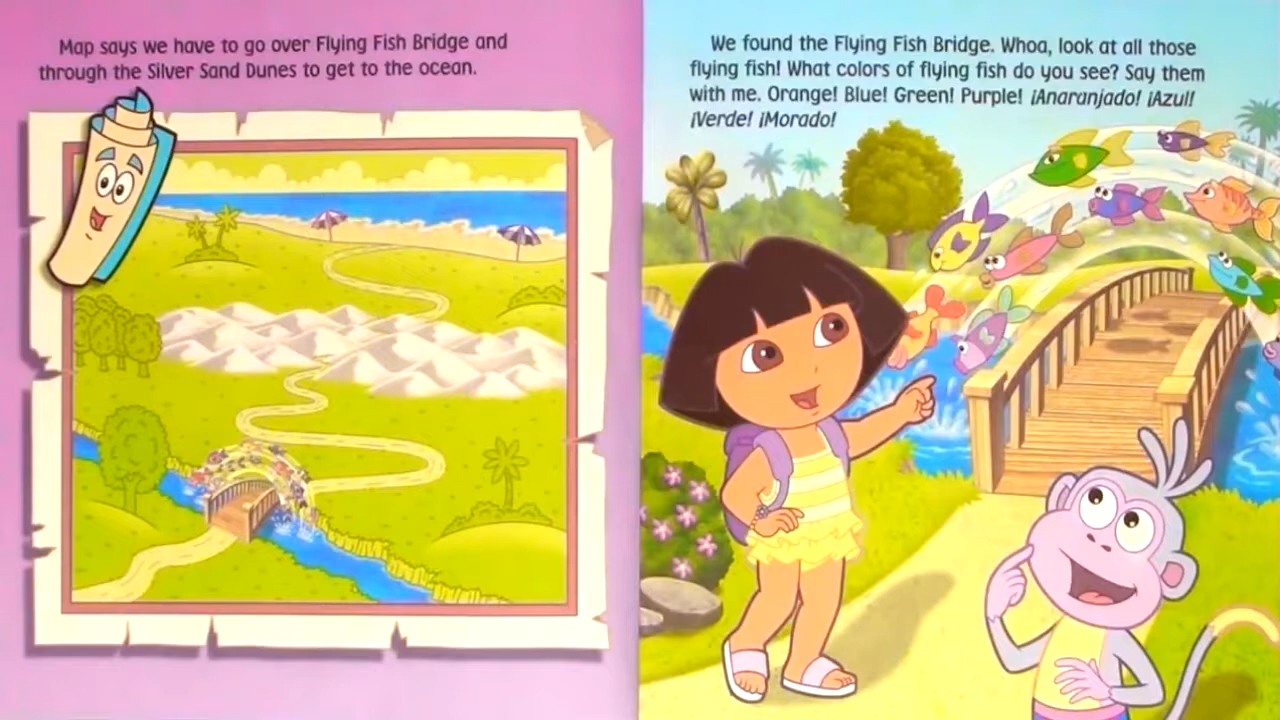 Map says we have to go over Flying Fish Bridge and
through the Silver Sand Dunes to get to the ocean.
We found the Flying Fish Bridge. Whoa, look at all those
flying fish! What colors of flying fish do you see? Say them
with me. Orange! Blue! Green! Purple! ¡Anaranjado! ¡Azul!
¡Verde! ¡Morado!